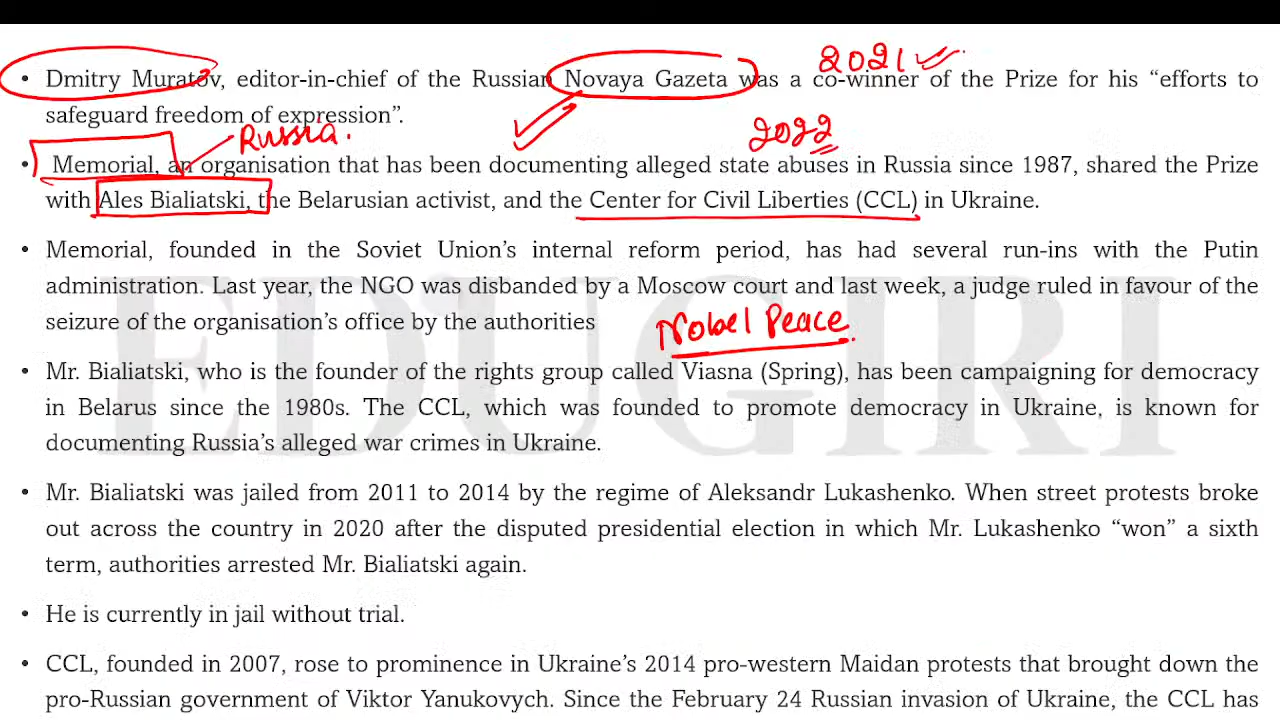 2021
• Dmitry Muratov, editor-in-chief of the Russian Novaya Gazeta was a co-winner of the Prize for his “efforts to
safeguard freedom of expression”.
Russia.
2022
• Memorial, an organisation that has been documenting alleged state abuses in Russia since 1987, shared the Prize
with Ales Bialiatski, the Belarusian activist, and the Center for Civil Liberties (CCL) in Ukraine.
• Memorial, founded in the Soviet Union’s internal reform period, has had several run-ins with the Putin
administration. Last year, the NGO was disbanded by a Moscow court and last week, a judge ruled in favour of the
seizure of the organisation’s office by the authorities
Nobel Peace
• Mr. Bialiatski, who is the founder of the rights group called Viasna (Spring), has been campaigning for democracy
in Belarus since the 1980s. The CCL, which was founded to promote democracy in Ukraine, is known for
documenting Russia’s alleged war crimes in Ukraine.
EDUGIRI
• Mr. Bialiatski was jailed from 2011 to 2014 by the regime of Aleksandr Lukashenko. When street protests broke
out across the country in 2020 after the disputed presidential election in which Mr. Lukashenko “won” a sixth
term, authorities arrested Mr. Bialiatski again.
• He is currently in jail without trial.
• CCL, founded in 2007, rose to prominence in Ukraine’s 2014 pro-western Maidan protests that brought down the
pro-Russian government of Viktor Yanukovych. Since the February 24 Russian invasion of Ukraine, the CCL has